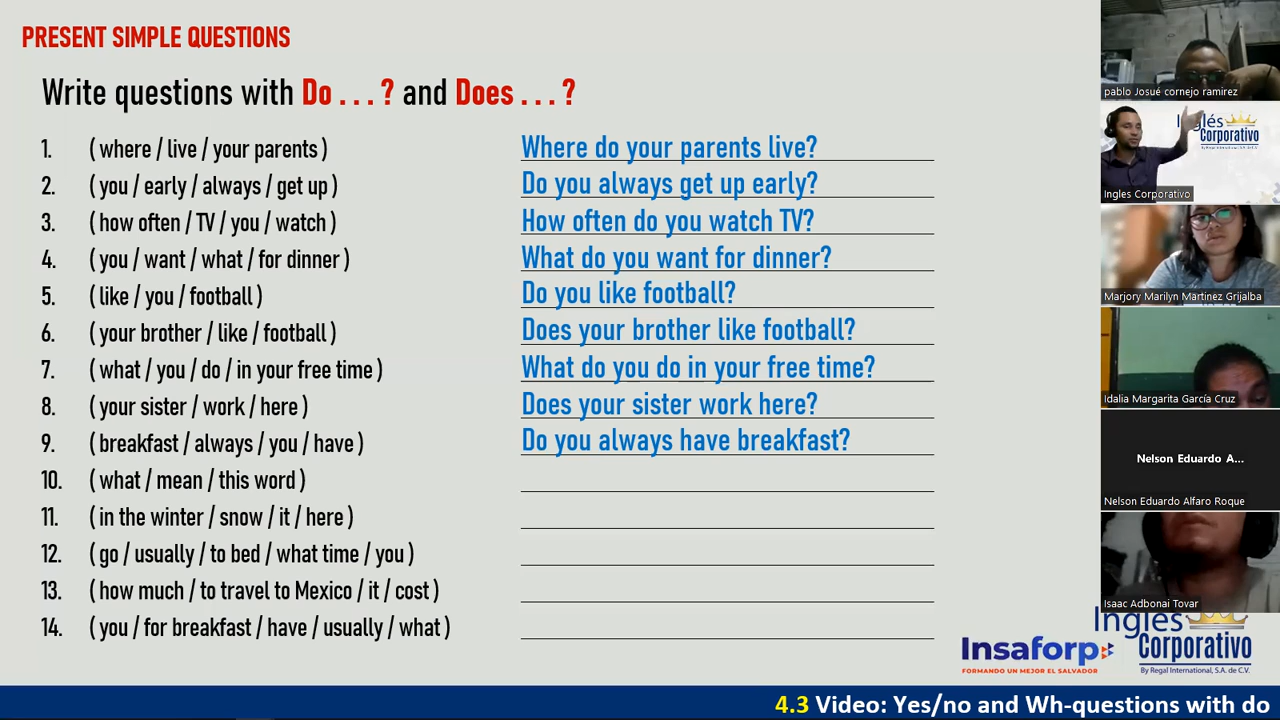 PRESENT SIMPLE QUESTIONS
Write questions with Do . . . ? and Does . . . ?
1. ( where / live / your parents ) Where do your parents live?
2. ( you / early / always / get up ) Do you always get up early?
3. ( how often / TV / you / watch ) How often do you watch TV?
4. ( you / want / what / for dinner ) What do you want for dinner?
5. ( like / you / football ) Do you like football?
6. ( your brother / like / football ) Does your brother like football?
7. ( what / you / do / in your free time ) What do you do in your free time?
8. ( your sister / work / here ) Does your sister work here?
9. ( breakfast / always / you / have ) Do you always have breakfast?
10. ( what / mean / this word )
11. ( in the winter / snow / it / here )
12. ( go / usually / to bed / what time / you )
13. ( how much / to travel to Mexico / it / cost )
14. ( you / for breakfast / have / usually / what )
pablo Josué cornejo ramirez
Inglés
Corporativo
By Regal International, S.A. de C.V.
Ingles Corporativo
Marjory Marilyn Martinez Grijalba
Idalia Margarita García Cruz
Nelson Eduardo A...
Nelson Eduardo Alfaro Roque
Isaac Adbonai Tovar
Insaforp
FORMANDO UN MEJOR EL SALVADOR
Inglés
Corporativo
By Regal International, S.A. de C.V.
4.3 Video: Yes/no and Wh-questions with do